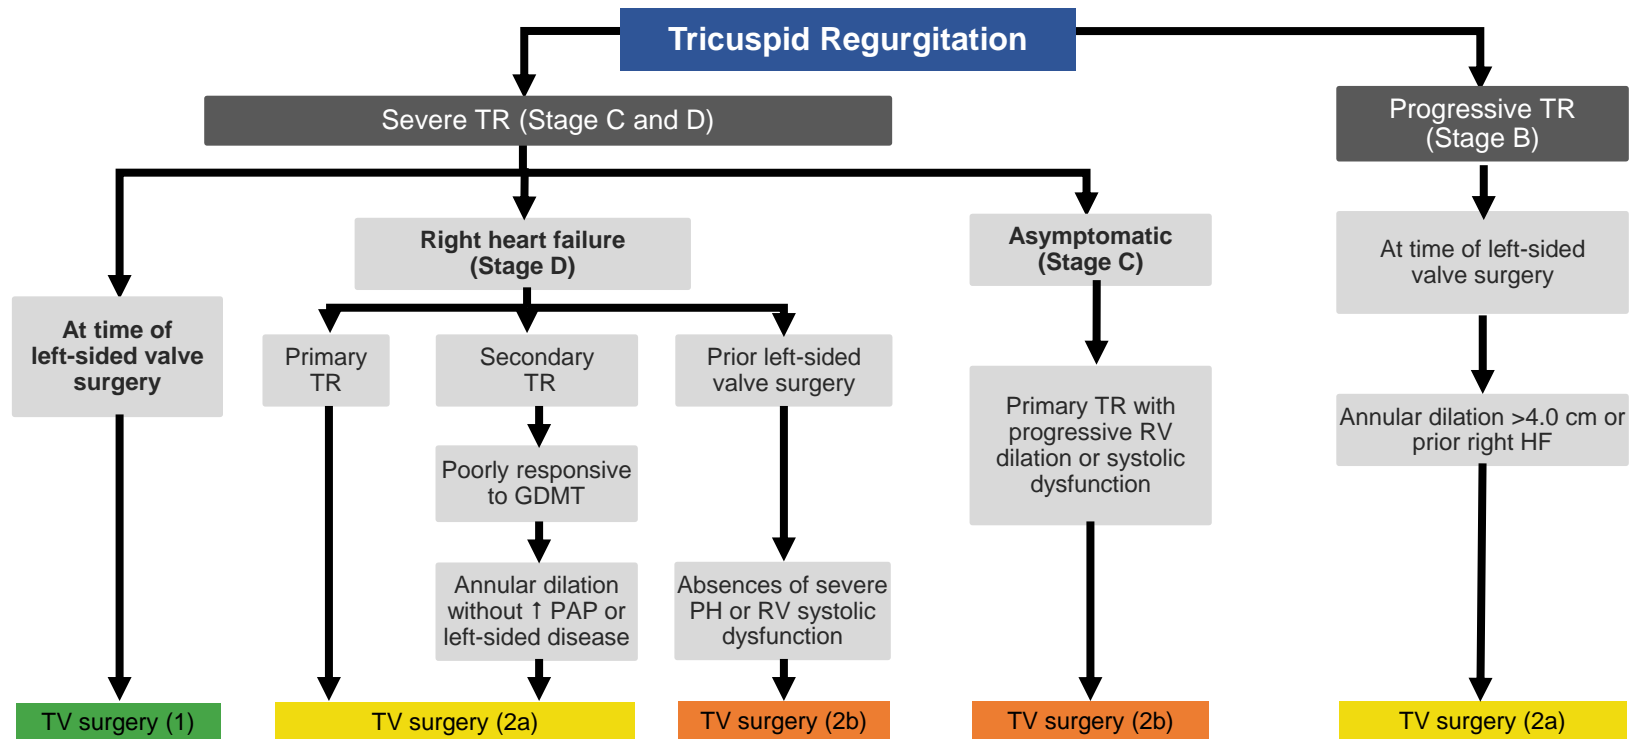 Tricuspid Regurgitation
Severe TR (Stage C and D)
Progressive TR
(Stage B)
Right heart failure
(Stage D)
Asymptomatic
(Stage C)
At time of left-sided
valve surgery
At time of
left-sided valve
surgery
Primary
TR
Secondary
TR
Prior left-sided
valve surgery
Primary TR with
progressive RV
dilation or systolic
dysfunction
Annular dilation >4.0 cm or
prior right HF
Poorly responsive
to GDMT
Annular dilation
without ↑ PAP or
left-sided disease
Absences of severe
PH or RV systolic
dysfunction
TV surgery (1)
TV surgery (2a)
TV surgery (2b)
TV surgery (2b)
TV surgery (2a)